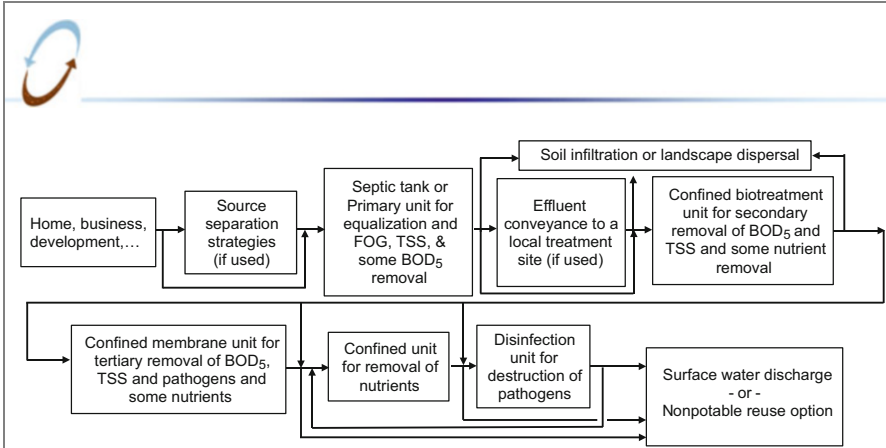 Soil infiltration or landscape dispersal
Home, business,
development,…
Source
separation
strategies
(if used)
Septic tank or
Primary unit for
equalization and
FOG, TSS, &
some BOD5
removal
Effluent
conveyance to a
local treatment
site (if used)
Confined biotreatment
unit for secondary
removal of BOD5 and
TSS and some nutrient
removal
Confined membrane unit for
tertiary removal of BOD5,
TSS and pathogens and
some nutrients
Confined unit
for removal of
nutrients
Disinfection
unit for
destruction of
pathogens
Surface water discharge
- or -
Nonpotable reuse option